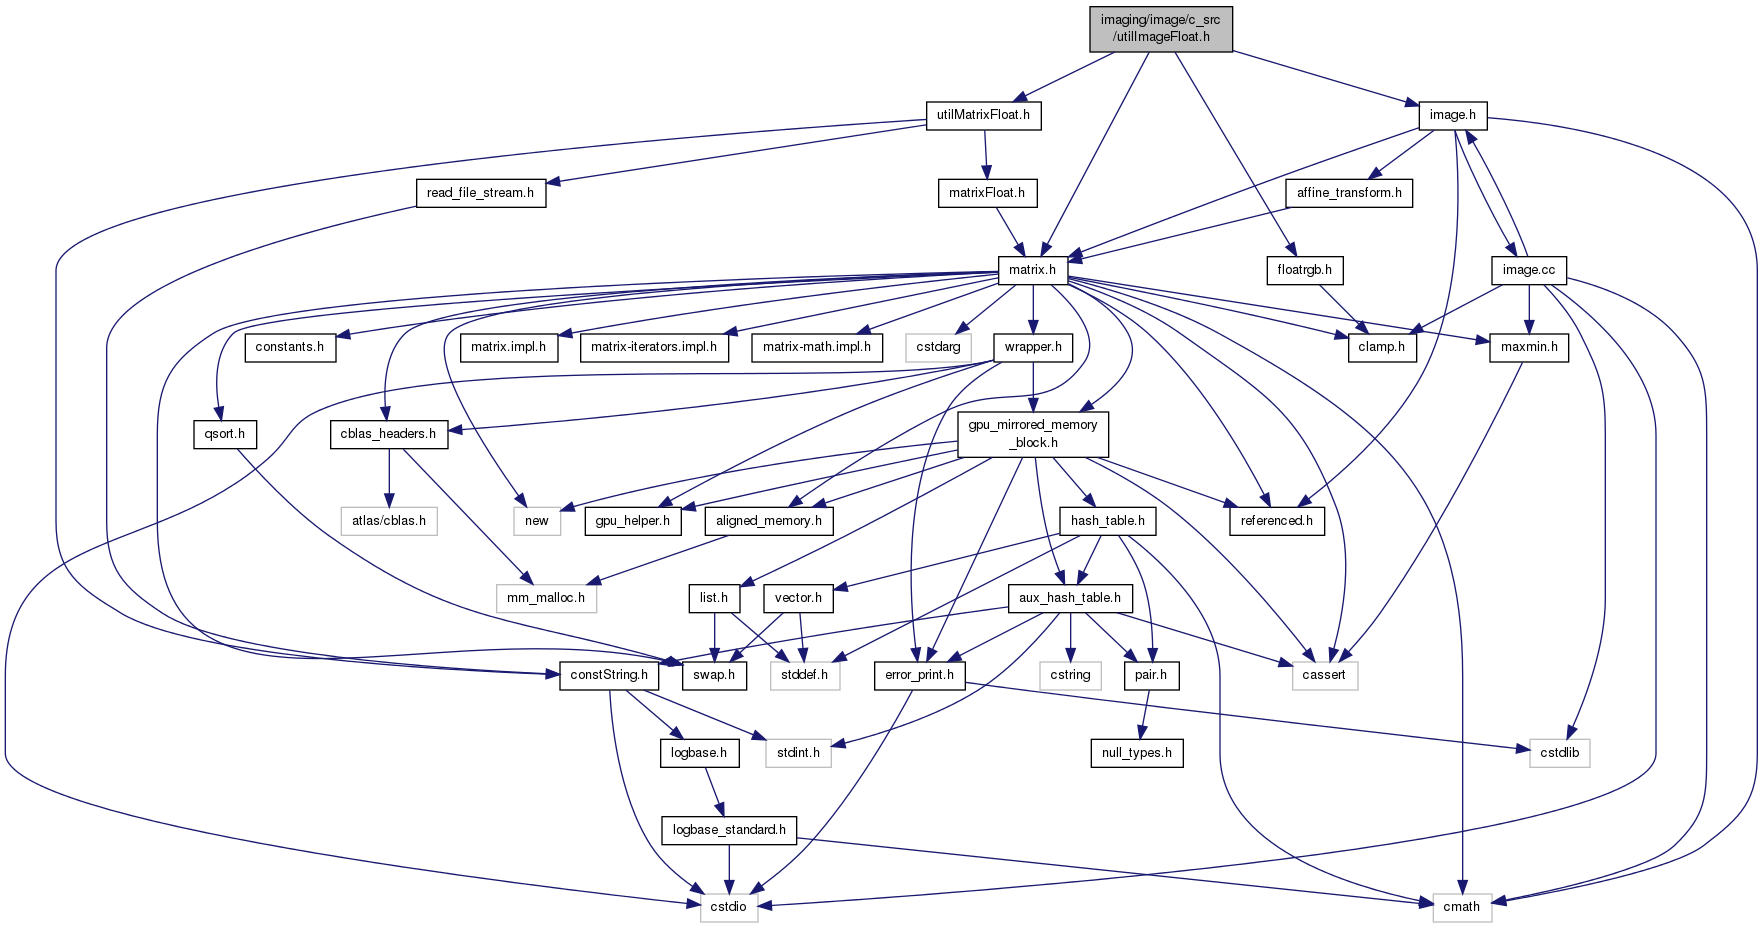 imaging/image/c_src
/utilImageFloat.h
utilMatrixFloat.h
image.h
read_file_stream.h
matrixFloat.h
affine_transform.h
matrix.h
floatrgb.h
image.cc
constants.h
matrix.impl.h
matrix-iterators.impl.h
matrix-math.impl.h
cstdarg
wrapper.h
clamp.h
maxmin.h
qsort.h
cblas_headers.h
gpu_mirrored_memory
_block.h
atlas/cblas.h
new
gpu_helper.h
aligned_memory.h
hash_table.h
referenced.h
mm_malloc.h
list.h
vector.h
aux_hash_table.h
constString.h
swap.h
stddef.h
error_print.h
cstring
pair.h
cassert
logbase.h
stdint.h
null_types.h
cstdlib
logbase_standard.h
cstdio
cmath